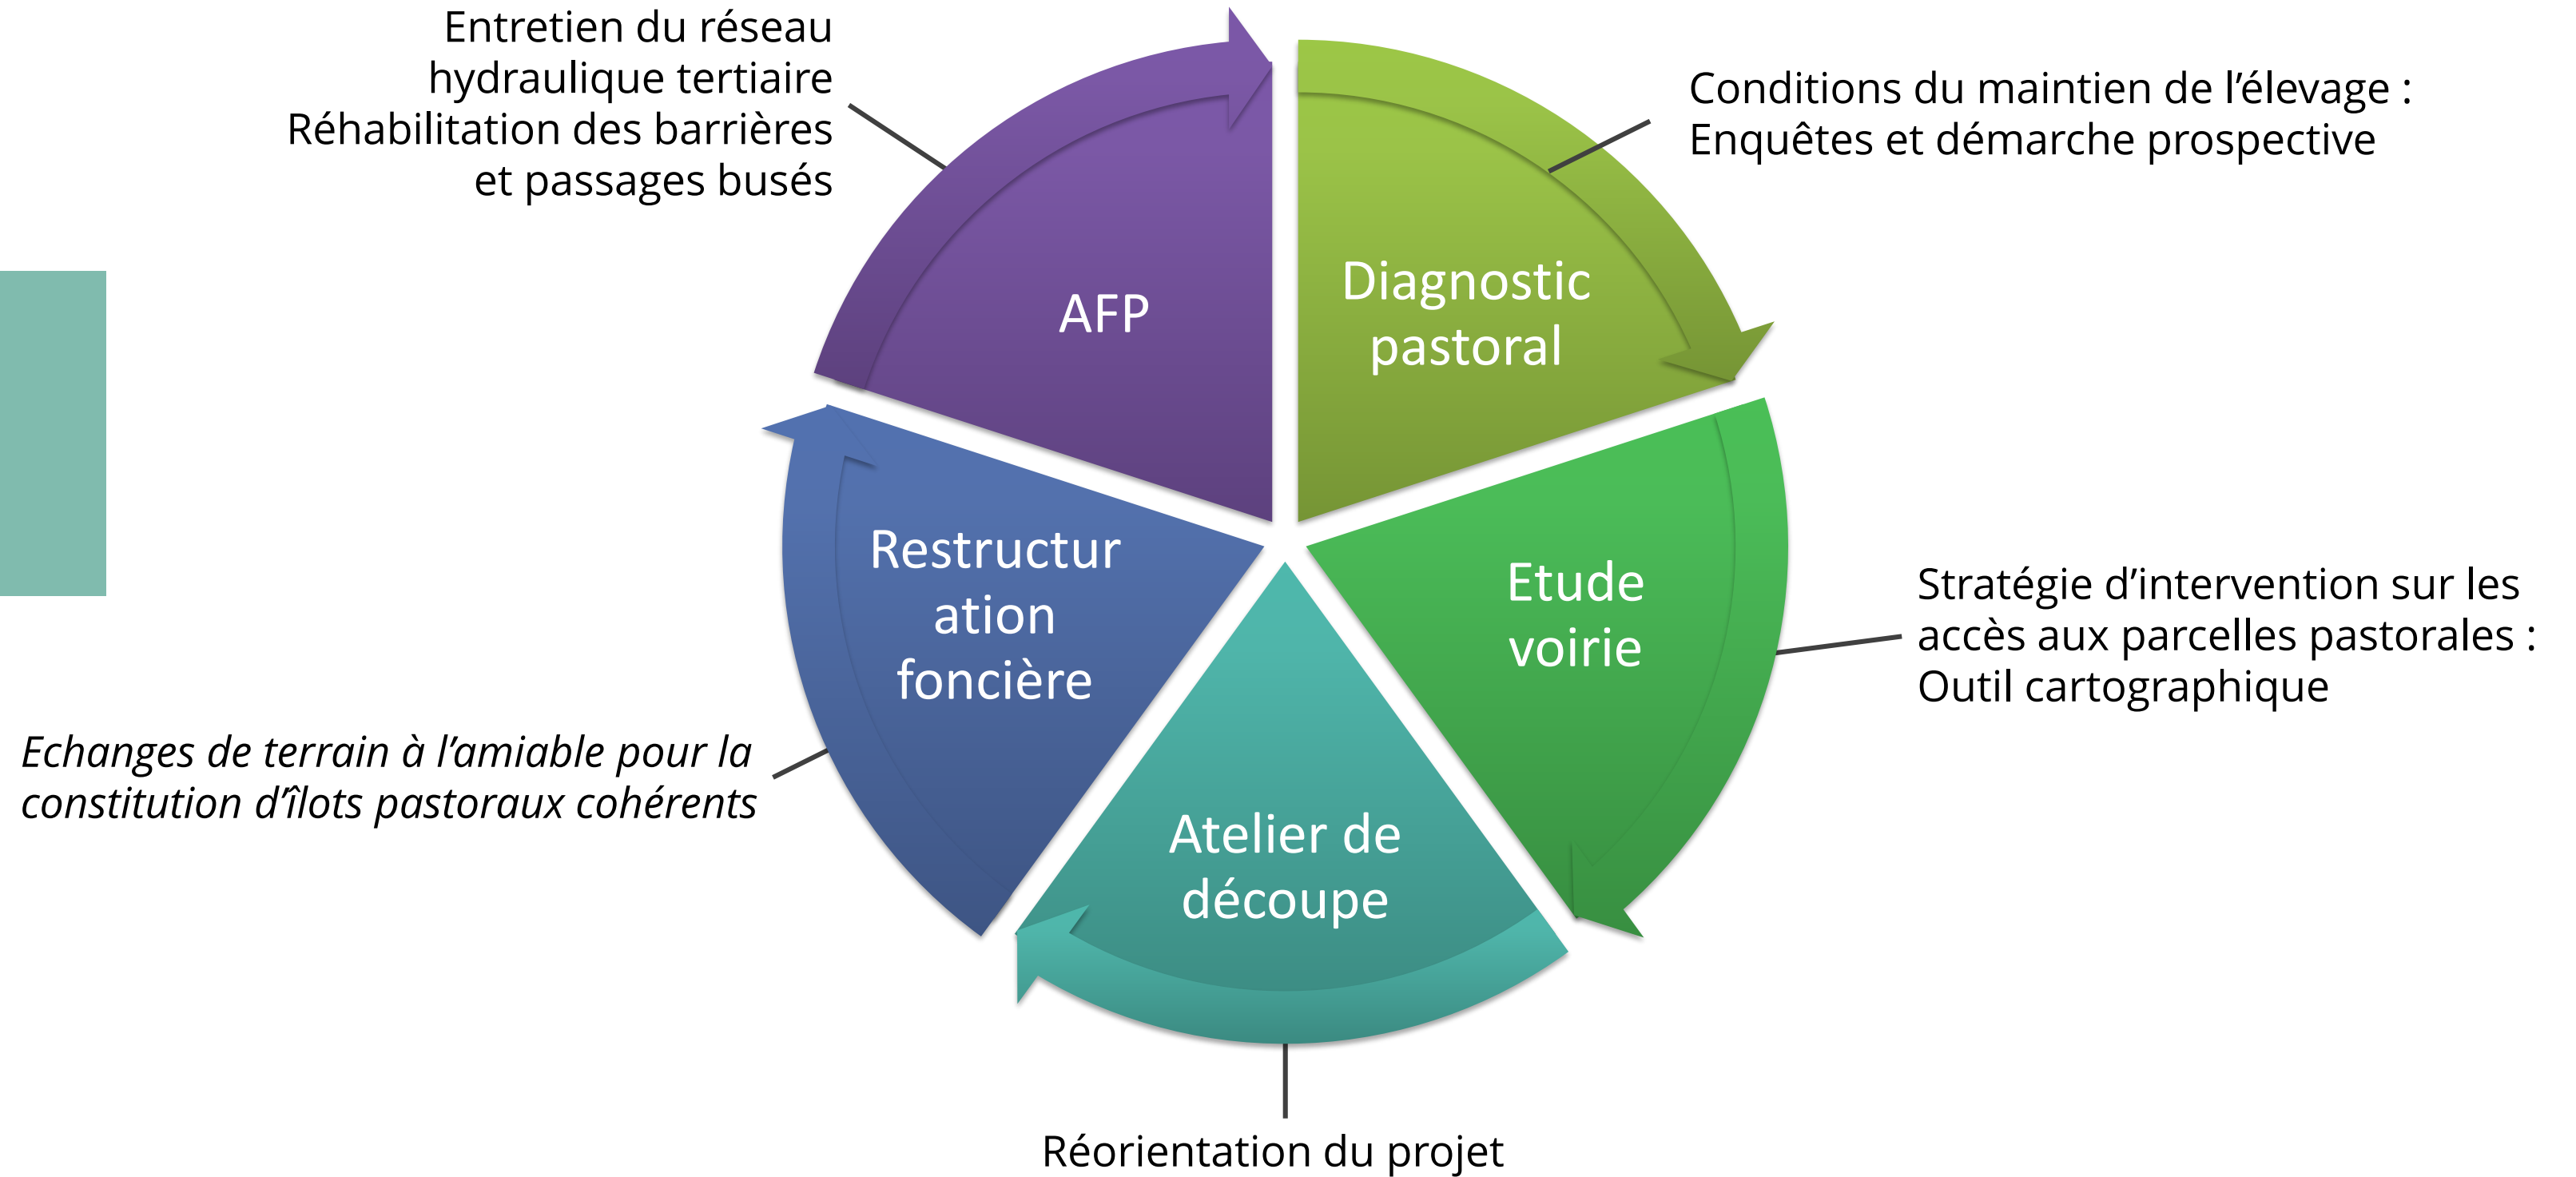 Entretien du réseau
hydraulique tertiaire
Réhabilitation des barrières
et passages busés
Conditions du maintien de l’élevage :
Enquêtes et démarche prospective
AFP
Diagnostic
pastoral
Restructur
ation
foncière
Etude
voirie
Stratégie d’intervention sur les
accès aux parcelles pastorales :
Outil cartographique
Echanges de terrain à l’amiable pour la
constitution d’îlots pastoraux cohérents
Atelier de
découpe
Réorientation du projet